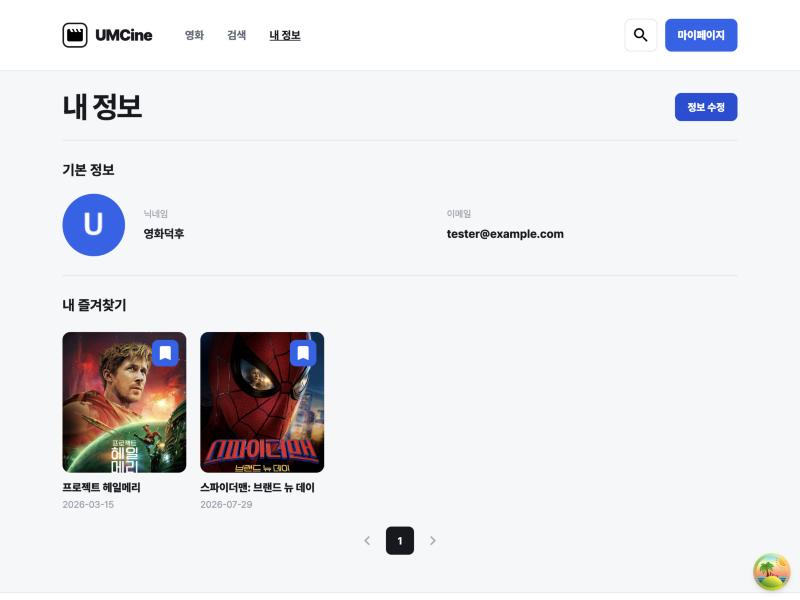 UMCine
영화
검색
내 정보
마이페이지
내 정보
정보 수정
기본 정보
U
닉네임
영화덕후
이메일
tester@example.com
내 즐겨찾기
프로젝트
헤일
메리
스파이더맨
브랜드 뉴 데이
프로젝트 헤일메리
2026-03-15
스파이더맨: 브랜드 뉴 데이
2026-07-29
1